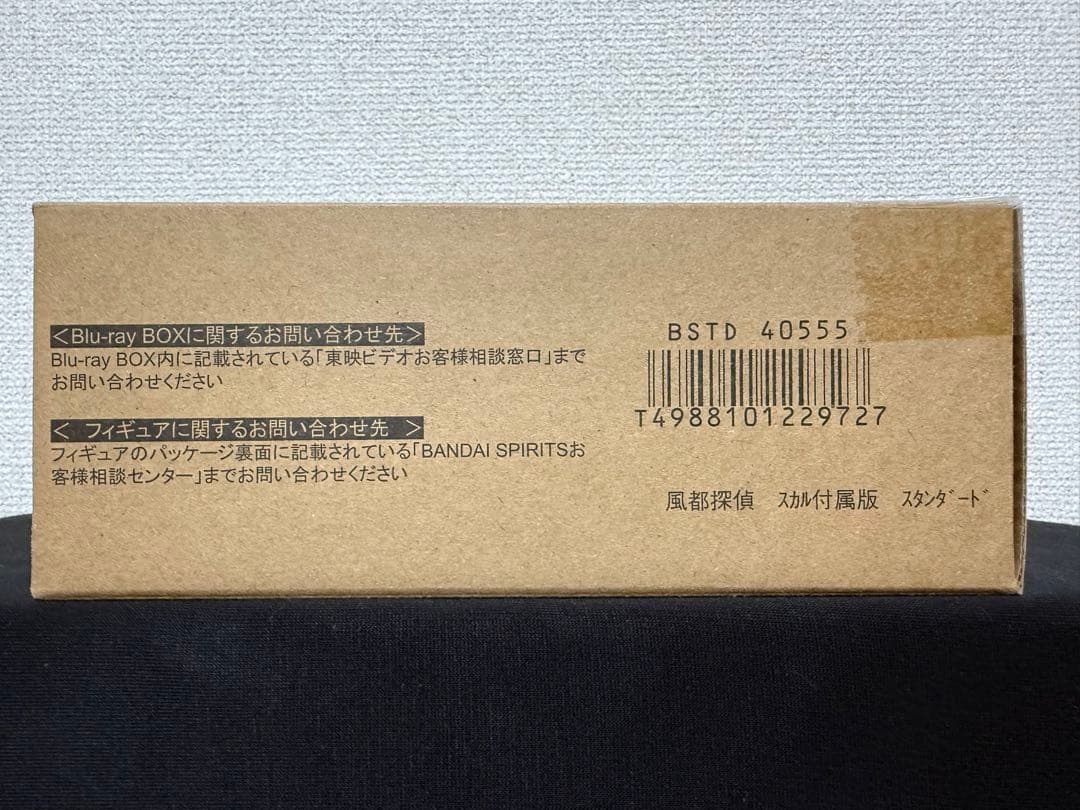 ＜Blu-ray BOXに関するお問い合わせ先＞
Blu-ray BOX内に記載されている「東映ビデオお客様相談窓口」まで
お問い合わせください
＜ フィギュアに関するお問い合わせ先 ＞
フィギュアのパッケージ裏面に記載されている「BANDAI SPIRITSお
客様相談センター」までお問い合わせください
BSTD 40555
T4988101229727
風都探偵 ｽｶﾙ付属版 ｽﾀﾝﾀﾞｰﾄﾞ